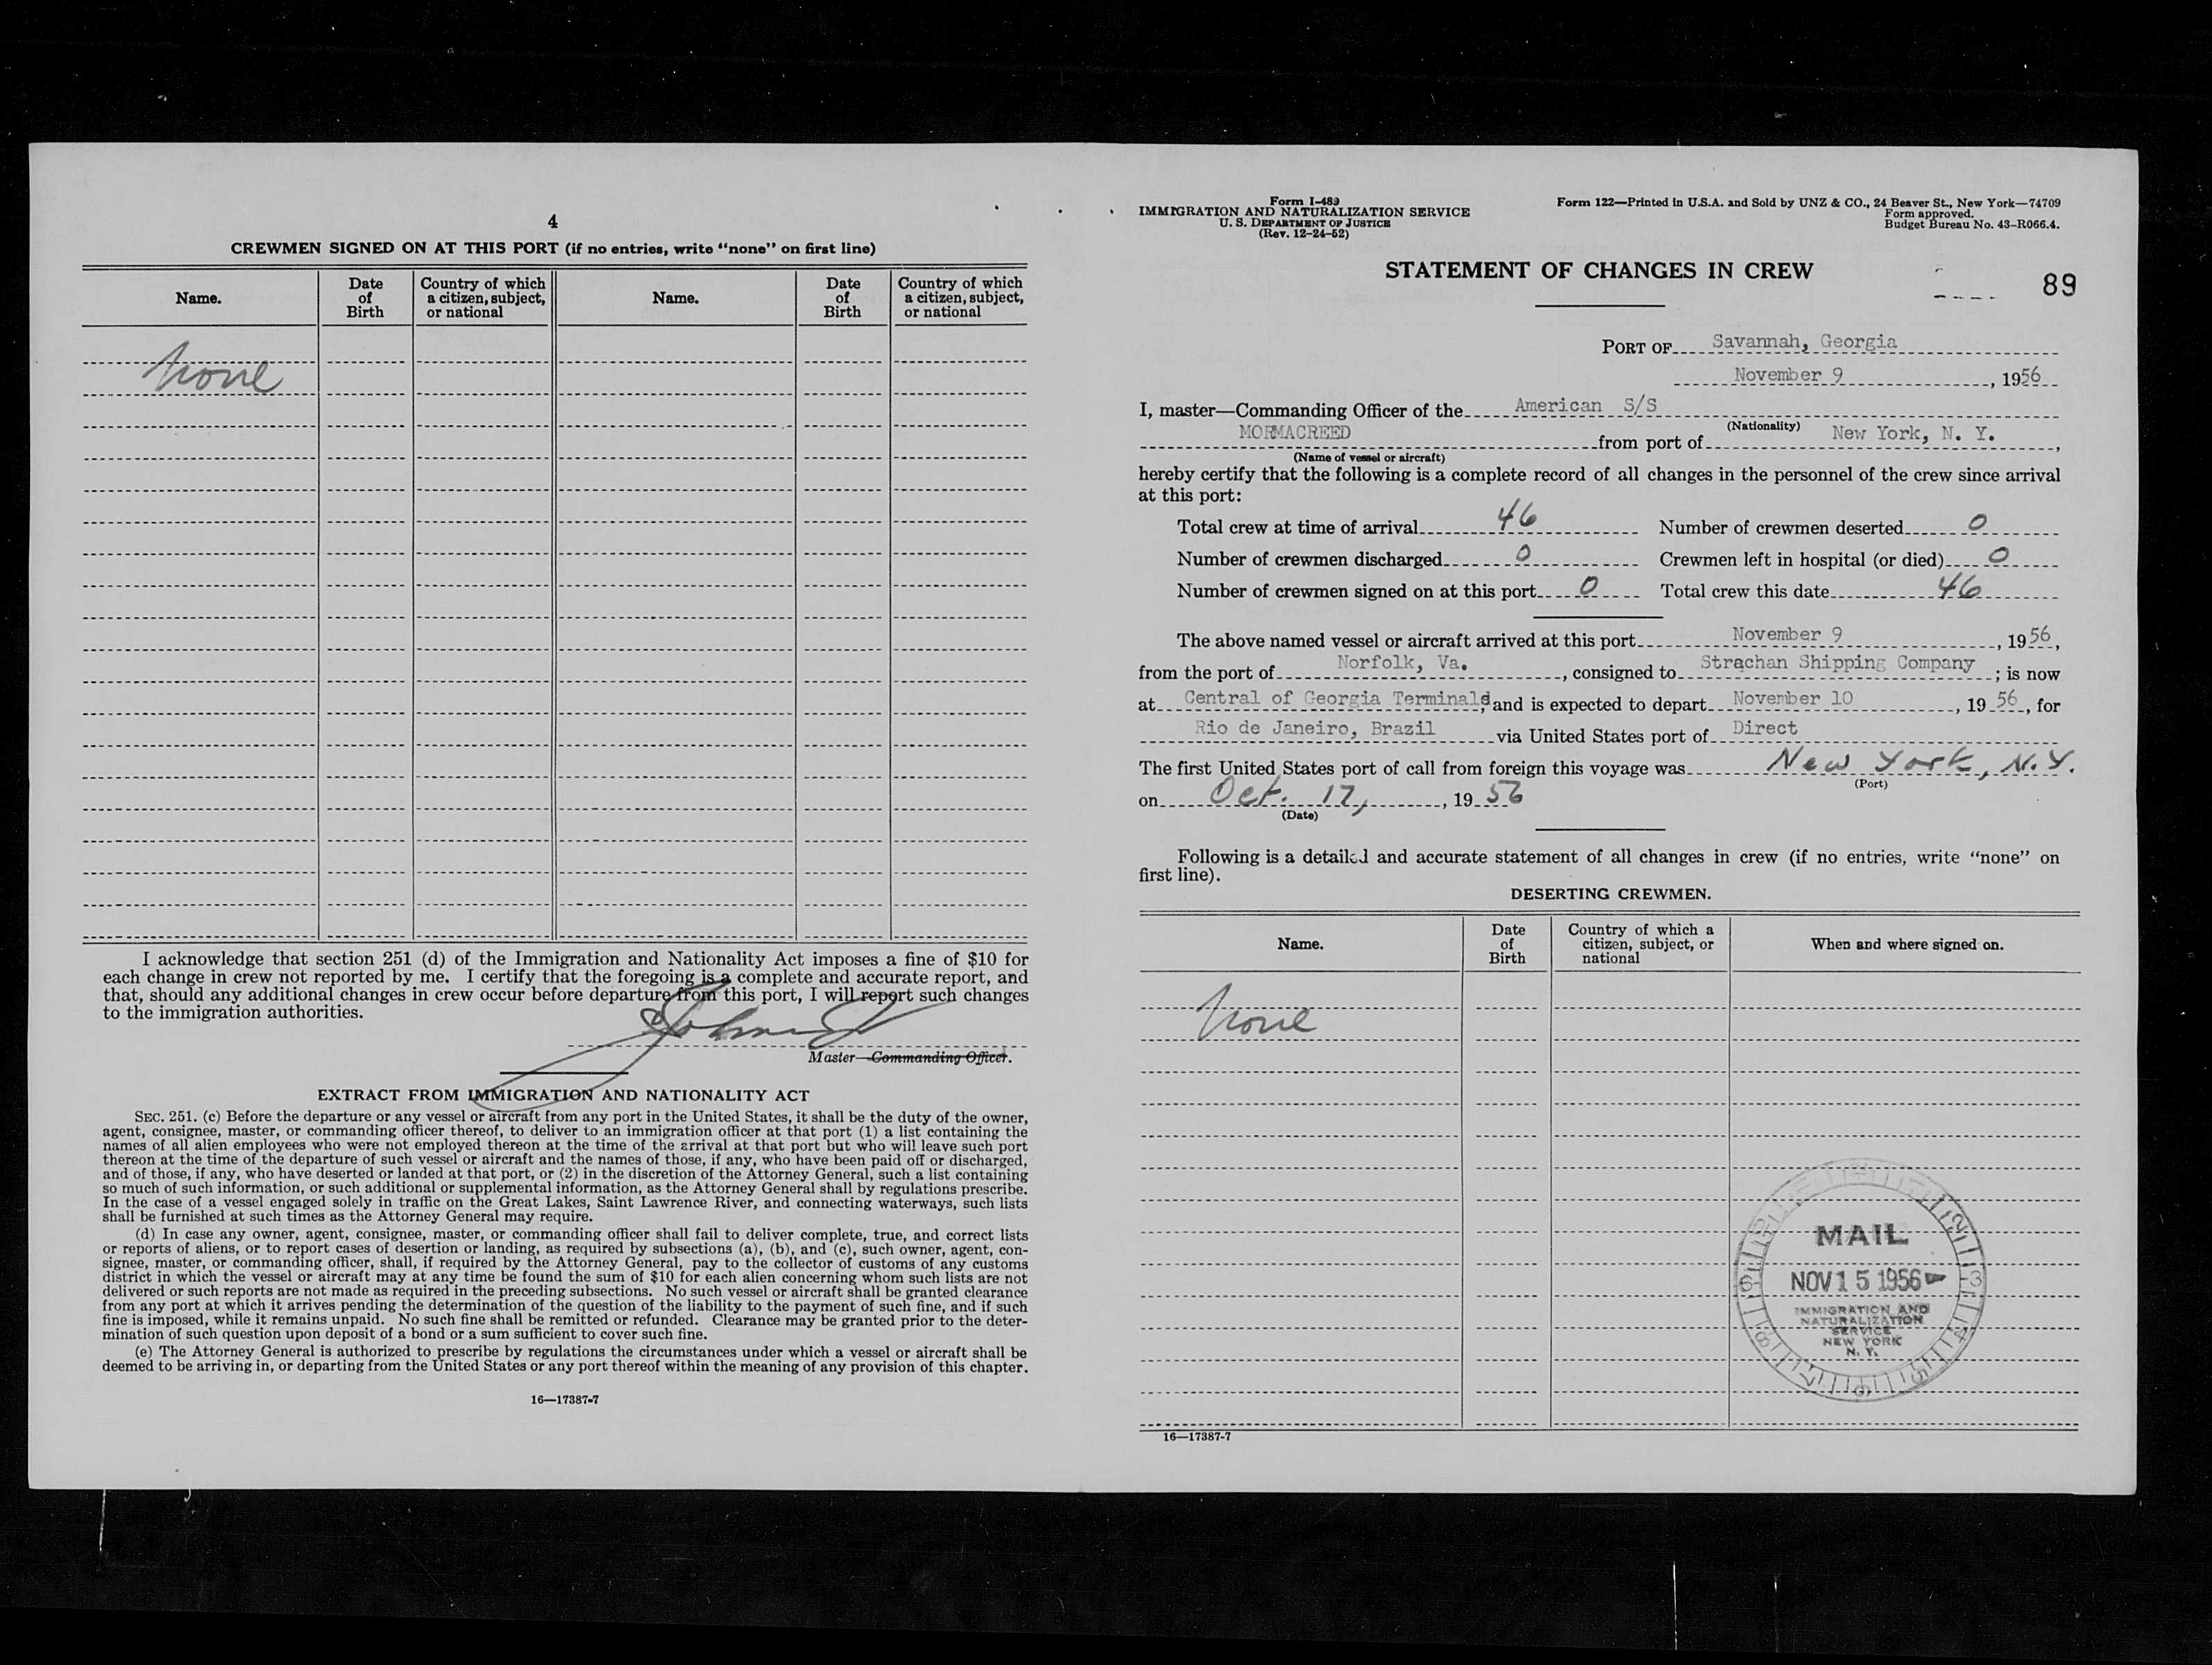 4
CREWMEN SIGNED ON AT THIS PORT (if no entries, write "none" on first line)
Name. Date of Birth Country of which a citizen, subject, or national Name. Date of Birth Country of which a citizen, subject, or national
None
I acknowledge that section 251 (d) of the Immigration and Nationality Act imposes a fine of $10 for
each change in crew not reported by me. I certify that the foregoing is a complete and accurate report, and
that, should any additional changes in crew occur before departure from this port, I will report such changes
to the immigration authorities.
Master—Commanding Officer.
EXTRACT FROM IMMIGRATION AND NATIONALITY ACT
SEC. 251. (c) Before the departure or any vessel or aircraft from any port in the United States, it shall be the duty of the owner,
agent, consignee, master, or commanding officer thereof, to deliver to an immigration officer at that port (1) a list containing the
names of all alien employees who were not employed thereon at the time of the arrival at that port but who will leave such port
thereon at the time of the departure of such vessel or aircraft and the names of those, if any, who have been paid off or discharged,
and of those, if any, who have deserted or landed at that port, or (2) in the discretion of the Attorney General, such a list containing
so much of such information, or such additional or supplemental information, as the Attorney General shall by regulations prescribe.
In the case of a vessel engaged solely in traffic on the Great Lakes, Saint Lawrence River, and connecting waterways, such lists
shall be furnished at such times as the Attorney General may require.
(d) In case any owner, agent, consignee, master, or commanding officer shall fail to deliver complete, true, and correct lists
or reports of aliens, or to report cases of desertion or landing, as required by subsections (a), (b), and (c), such owner, agent, con-
signee, master, or commanding officer, shall, if required by the Attorney General, pay to the collector of customs of any customs
district in which the vessel or aircraft may at any time be found the sum of $10 for each alien concerning whom such lists are not
delivered or such reports are not made as required in the preceding subsections. No such vessel or aircraft shall be granted clearance
from any port at which it arrives pending the determination of the question of the liability to the payment of such fine, and if such
fine is imposed, while it remains unpaid. No such fine shall be remitted or refunded. Clearance may be granted prior to the deter-
mination of such question upon deposit of a bond or a sum sufficient to cover such fine.
(e) The Attorney General is authorized to prescribe by regulations the circumstances under which a vessel or aircraft shall be
deemed to be arriving in, or departing from the United States or any port thereof within the meaning of any provision of this chapter.
16—17387-7
Form I-489
IMMIGRATION AND NATURALIZATION SERVICE
U. S. DEPARTMENT OF JUSTICE
(Rev. 12-24-52)
Form 122—Printed in U.S.A. and Sold by UNZ & CO., 24 Beaver St., New York—74709
Form approved.
Budget Bureau No. 43-R066.4.
STATEMENT OF CHANGES IN CREW
89
PORT OF Savannah, Georgia
November 9, 1956
I, master—Commanding Officer of the American S/S
(Nationality)
MORMACREED from port of New York, N. Y.,
(Name of vessel or aircraft)
hereby certify that the following is a complete record of all changes in the personnel of the crew since arrival
at this port:
Total crew at time of arrival 46 Number of crewmen deserted 0
Number of crewmen discharged 0 Crewmen left in hospital (or died) 0
Number of crewmen signed on at this port 0 Total crew this date 46
The above named vessel or aircraft arrived at this port November 9, 1956,
from the port of Norfolk, Va., consigned to Strachan Shipping Company; is now
at Central of Georgia Terminals, and is expected to depart November 10, 1956, for
Rio de Janeiro, Brazil via United States port of Direct
The first United States port of call from foreign this voyage was New York, N.Y.
(Port)
on Oct. 17, 1956
(Date)
Following is a detailed and accurate statement of all changes in crew (if no entries, write "none" on
first line).
DESERTING CREWMEN.
Name. Date of Birth Country of which a citizen, subject, or national When and where signed on.
None
MAIL
NOV 15 1956
IMMIGRATION AND
NATURALIZATION
SERVICE
NEW YORK
N. Y.
16—17387-7